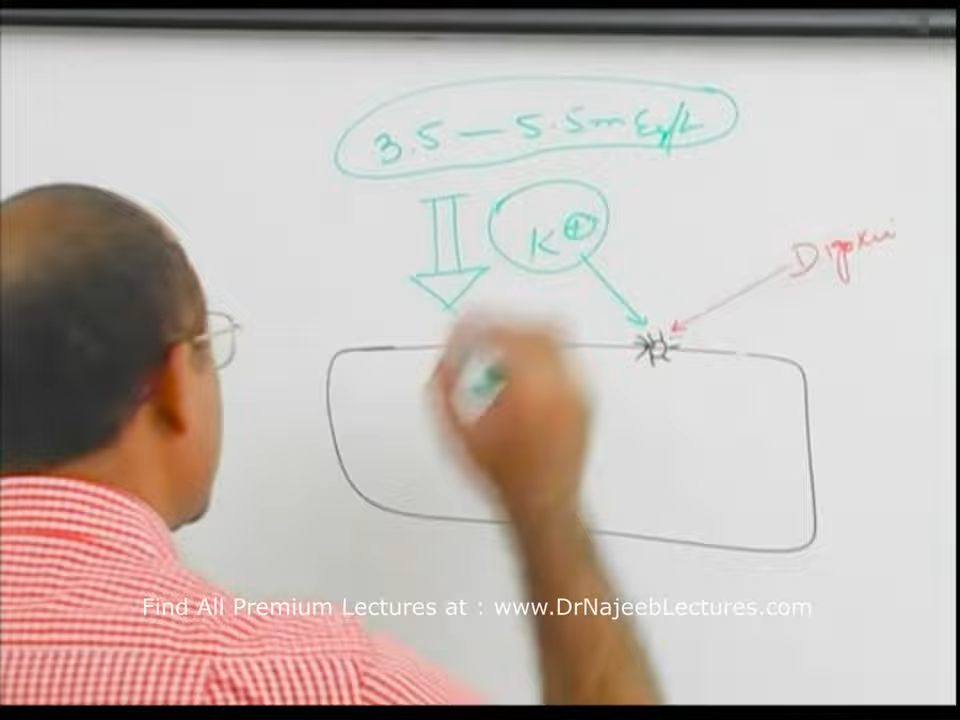 3.5 — 5.5 mEq/L
K⊕
Digoxin
Find All Premium Lectures at : www.DrNajeebLectures.com